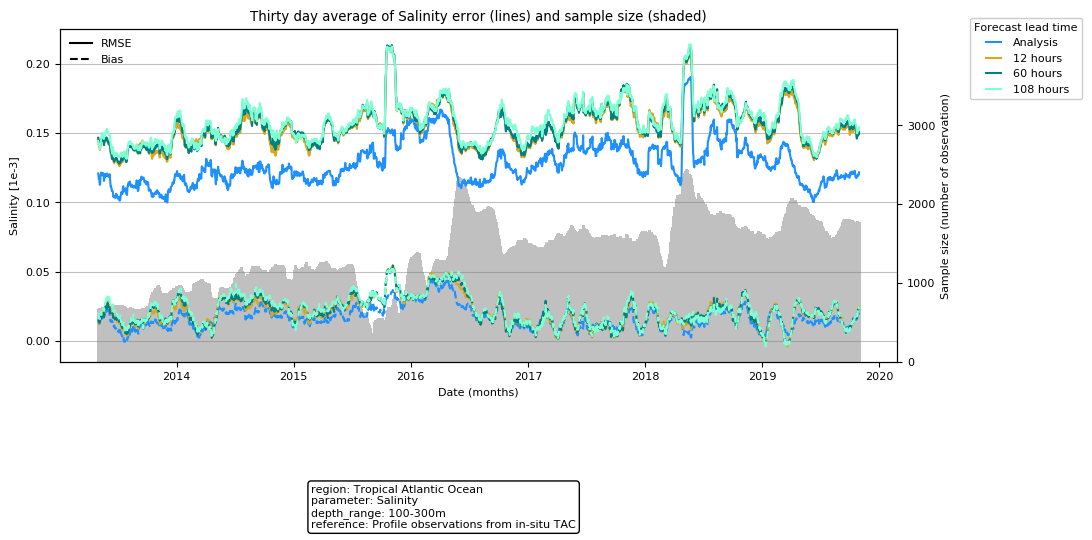 Thirty day average of Salinity error (lines) and sample size (shaded)
RMSE
Bias
Forecast lead time
Analysis
12 hours
60 hours
108 hours
Salinity [1e-3]
0.20
0.15
0.10
0.05
0.00
Sample size (number of observation)
3000
2000
1000
0
2014
2015
2016
2017
2018
2019
2020
Date (months)
region: Tropical Atlantic Ocean
parameter: Salinity
depth_range: 100-300m
reference: Profile observations from in-situ TAC